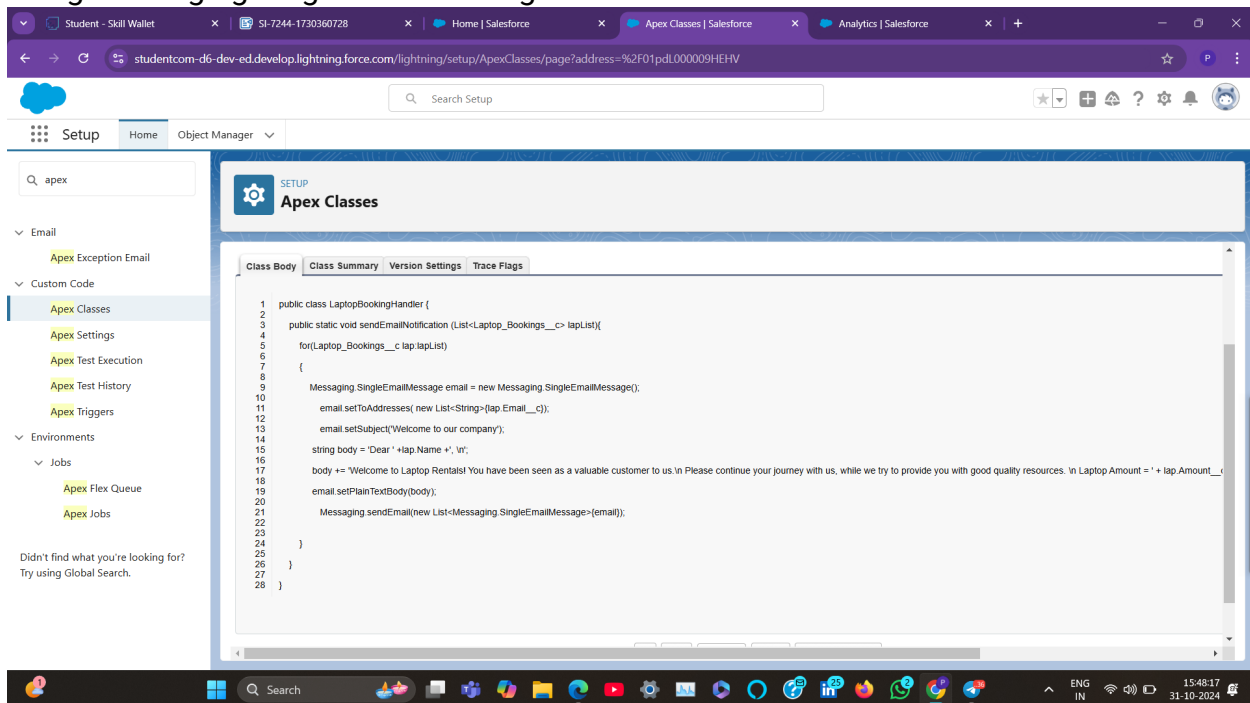 Student - Skill Wallet
SI-7244-1730360728
Home | Salesforce
Apex Classes | Salesforce
Analytics | Salesforce
studentcom-d6-dev-ed.develop.lightning.force.com/lightning/setup/ApexClasses/page?address=%2F01pdL000009HEHV
P
Search Setup
Setup
Home
Object Manager
apex
SETUP
Apex Classes
Email
Apex Exception Email
Custom Code
Apex Classes
Apex Settings
Apex Test Execution
Apex Test History
Apex Triggers
Environments
Jobs
Apex Flex Queue
Apex Jobs
Didn't find what you're looking for?
Try using Global Search.
Class Body Class Summary Version Settings Trace Flags
1 public class LaptopBookingHandler {
2
3 public static void sendEmailNotification (List<Laptop_Bookings__c> lapList){
4
5 for(Laptop_Bookings__c lap:lapList)
6
7 {
8
9 Messaging.SingleEmailMessage email = new Messaging.SingleEmailMessage();
10
11 email.setToAddresses( new List<String>{lap.Email__c});
12
13 email.setSubject('Welcome to our company');
14
15 string body = 'Dear ' +lap.Name +', \n';
16
17 body += 'Welcome to Laptop Rentals! You have been seen as a valuable customer to us.\n Please continue your journey with us, while we try to provide you with good quality resources. \n Laptop Amount = ' + lap.Amount__c
18
19 email.setPlainTextBody(body);
20
21 Messaging.sendEmail(new List<Messaging.SingleEmailMessage>{email});
22
23
24 }
25
26 }
27
28 }
Search
25
ENG
IN
15:48:17
31-10-2024